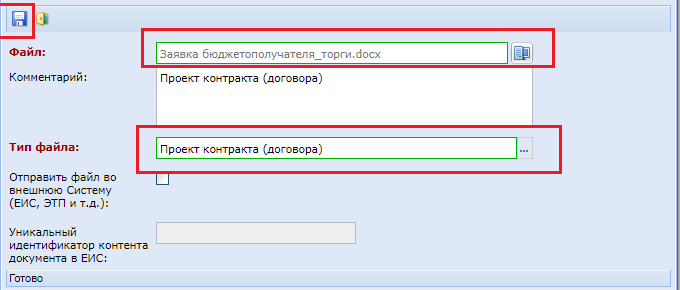 Файл: Заявка бюджетополучателя_торги.docx
Комментарий: Проект контракта (договора)
Тип файла: Проект контракта (договора) ...
Отправить файл во
внешнюю Систему
(ЕИС, ЭТП и т.д.):
Уникальный
идентификатор контента
документа в ЕИС:
Готово